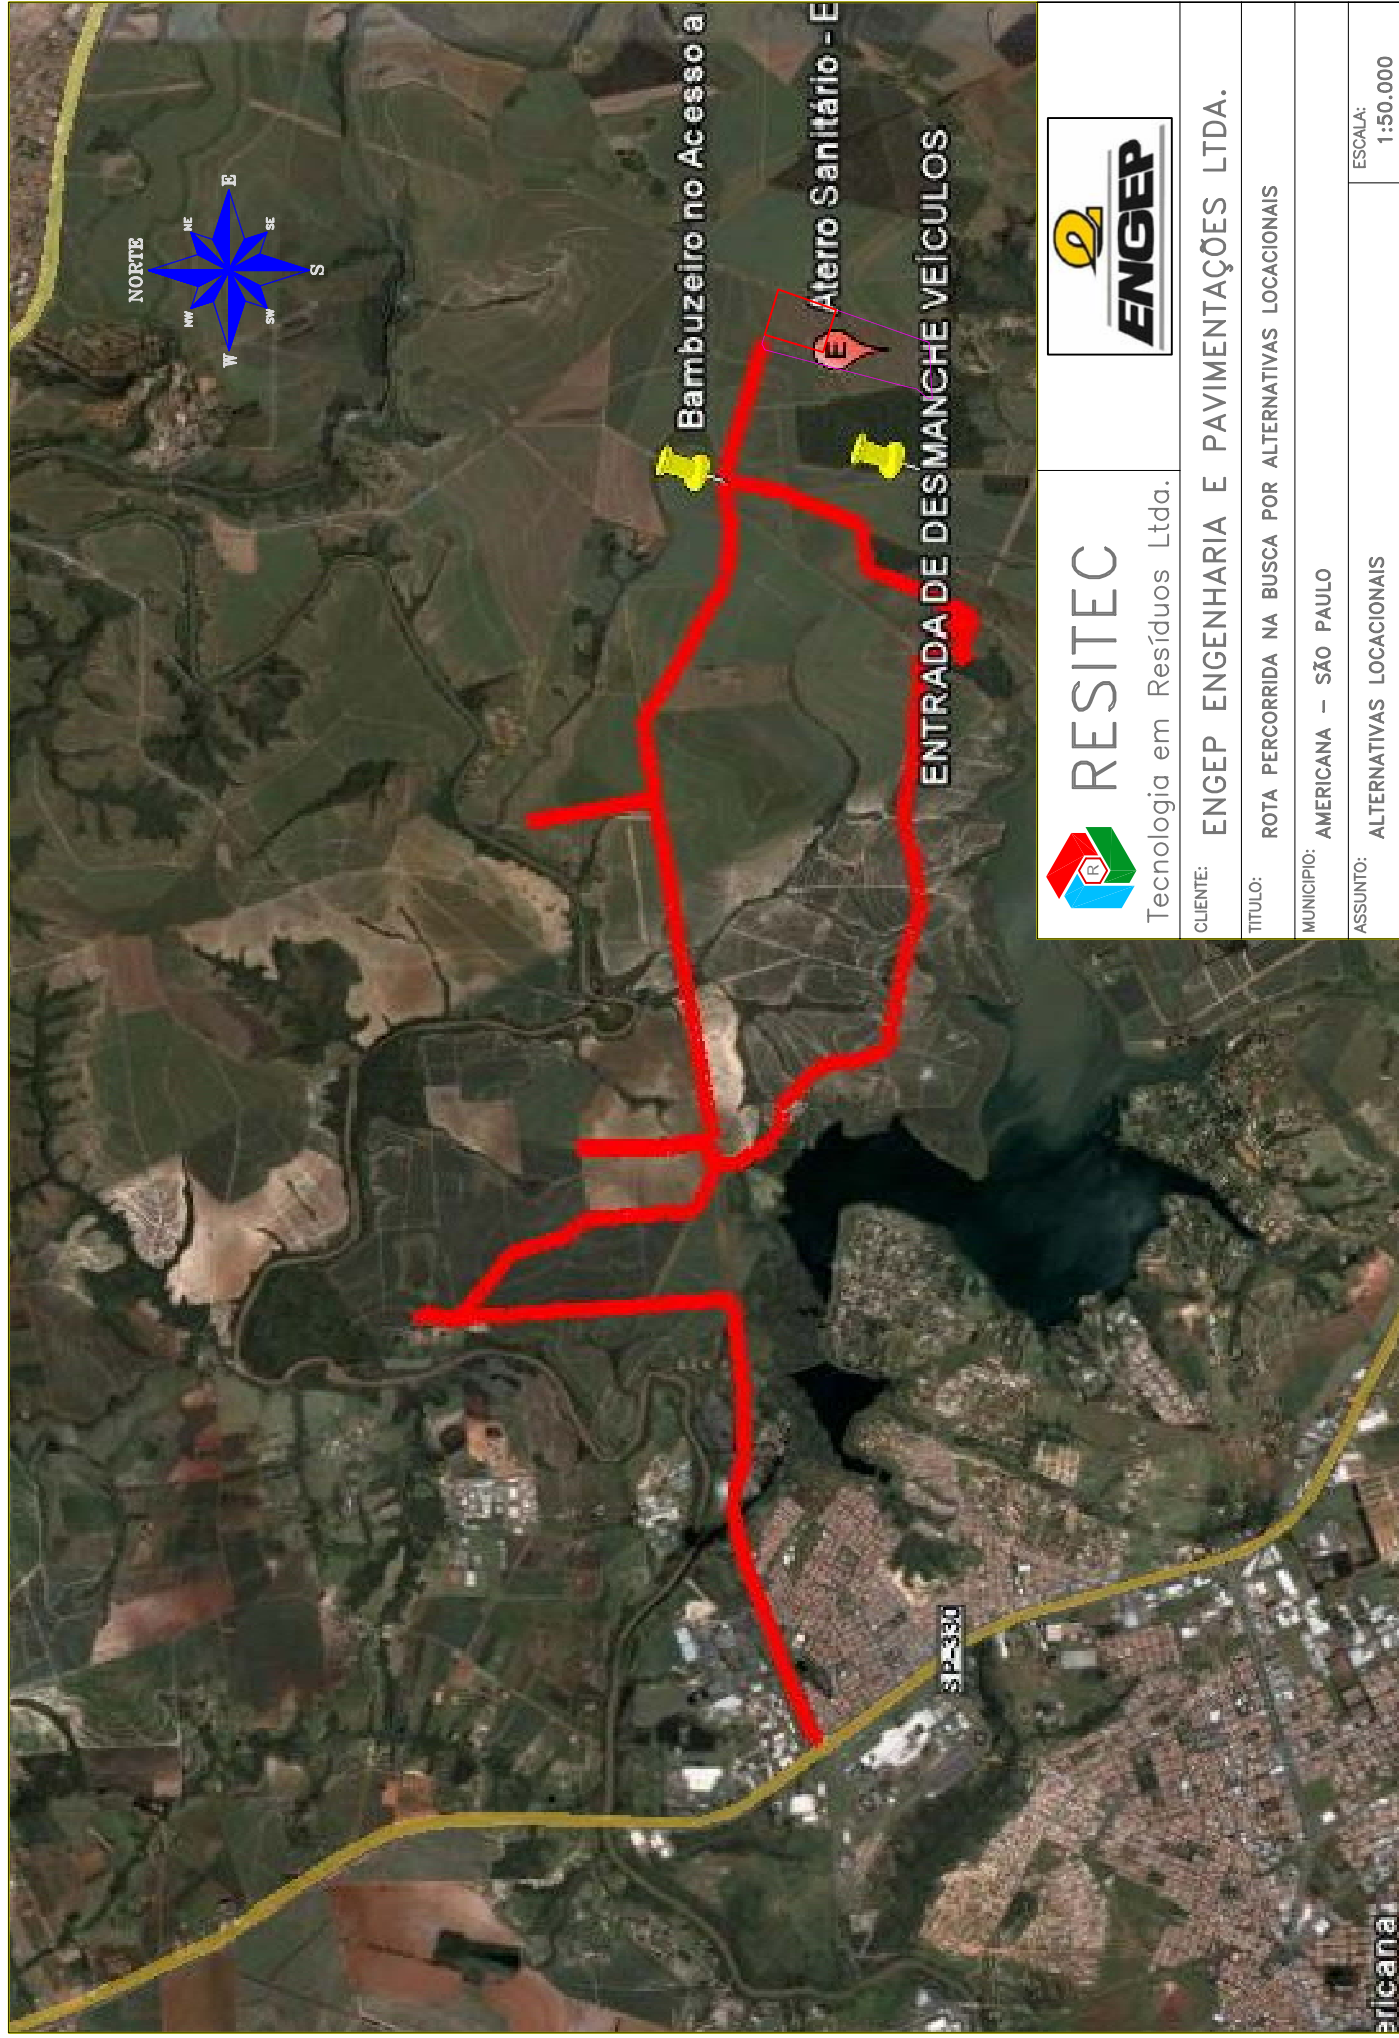 NORTE
NW
NE
W
E
SW
SE
S
Bambuzeiro no Acesso a
Aterro Sanitário - E
E
ENTRADA DE DESMANCHE VEÍCULOS
SP-330
ericana
R
RESITEC
Tecnologia em Resíduos Ltda.
ENGEP
CLIENTE:
ENGEP ENGENHARIA E PAVIMENTAÇÕES LTDA.
TITULO:
ROTA PERCORRIDA NA BUSCA POR ALTERNATIVAS LOCACIONAIS
MUNICIPIO:
AMERICANA – SÃO PAULO
ASSUNTO:
ALTERNATIVAS LOCACIONAIS
ESCALA:
1:50.000